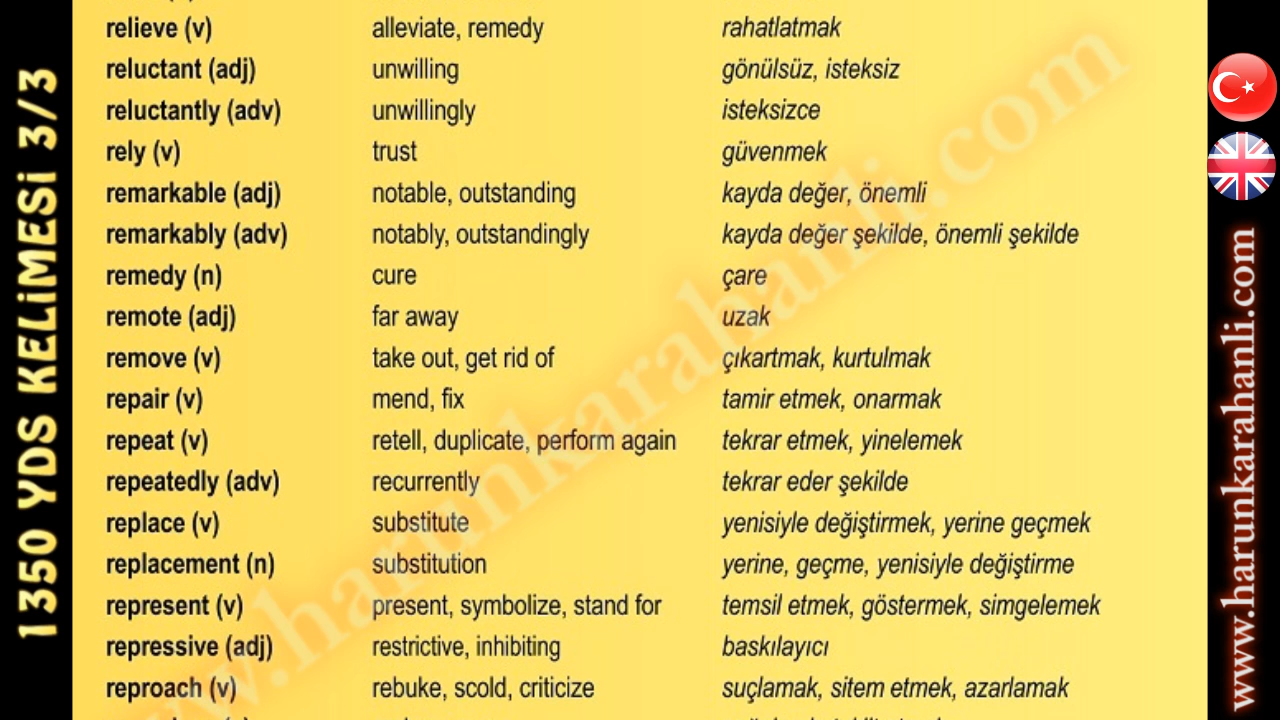 1350 YDS KELİMESİ 3/3
relieve (v) alleviate, remedy rahatlatmak
reluctant (adj) unwilling gönülsüz, isteksiz
reluctantly (adv) unwillingly isteksizce
rely (v) trust güvenmek
remarkable (adj) notable, outstanding kayda değer, önemli
remarkably (adv) notably, outstandingly kayda değer şekilde, önemli şekilde
remedy (n) cure çare
remote (adj) far away uzak
remove (v) take out, get rid of çıkartmak, kurtulmak
repair (v) mend, fix tamir etmek, onarmak
repeat (v) retell, duplicate, perform again tekrar etmek, yinelemek
repeatedly (adv) recurrently tekrar eder şekilde
replace (v) substitute yenisiyle değiştirmek, yerine geçmek
replacement (n) substitution yerine, geçme, yenisiyle değiştirme
represent (v) present, symbolize, stand for temsil etmek, göstermek, simgelemek
repressive (adj) restrictive, inhibiting baskılayıcı
reproach (v) rebuke, scold, criticize suçlamak, sitem etmek, azarlamak
www.harunkarahanli.com
www.harunkarahanli.com